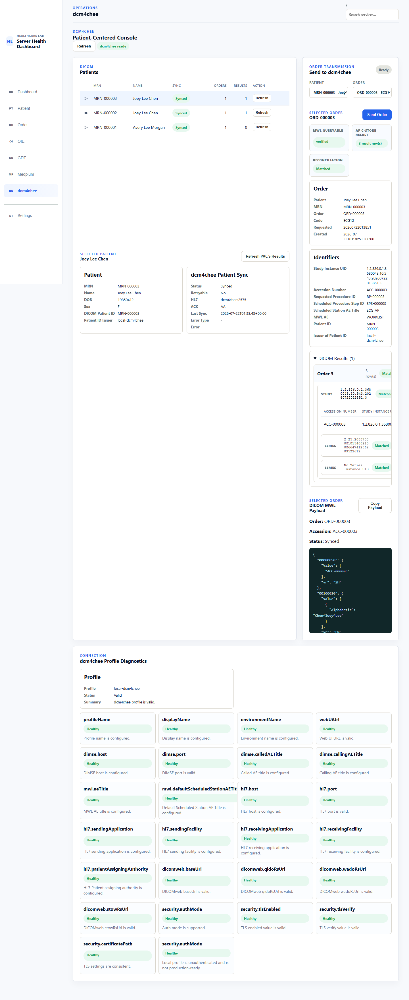 HL
HEALTHCARE LAB
Server Health
Dashboard
DB Dashboard
PT Patient
OR Order
OI OIE
GD GDT
MP Medplum
DC dcm4chee
ST Settings
OPERATIONS
dcm4chee
/
Search services...
DCM4CHEE
Patient-Centered Console
Refresh
dcm4chee ready
DICOM
Patients
MRN NAME SYNC ORDERS RESULTS ACTION
> MRN-000003 Joey Lee Chen Synced 1 1 Refresh
> MRN-000002 Joey Lee Chen Synced 1 1 Refresh
> MRN-000001 Avery Lee Morgan Synced 1 0 Refresh
SELECTED PATIENT
Joey Lee Chen
Refresh PACS Results
Patient
MRN MRN-000003
Name Joey Lee Chen
DOB 19850412
Sex F
DICOM Patient ID MRN-000003
Patient ID Issuer local-dcm4chee
dcm4chee Patient Sync
Status Synced
Retryable No
HL7 dcm4chee:2575
ACK AA
Last Sync 2026-07-22T01:38:48+00:00
Error Type -
Error -
ORDER TRANSMISSION
Send to dcm4chee
Ready
PATIENT ORDER
MRN-000003 - Joey ORD-000003 - ECG1
SELECTED ORDER
ORD-000003
Send Order
MWL QUERYABLE
verified
AP C-STORE
RESULT
3 result row(s)
RECONCILIATION
Matched
Order
Patient Joey Lee Chen
MRN MRN-000003
Order ORD-000003
Code ECG12
Requested 20260722013851
Created 2026-07-
22T01:38:51+00:00
Identifiers
Study Instance UID 1.2.826.0.1.3
680043.10.5
43.20260722
013851.3
Accession Number ACC-000003
Requested Procedure ID RP-000003
Scheduled Procedure Step ID SPS-000003
Scheduled Station AE Title ECG_AP
MWL AE WORKLIST
Patient ID MRN-
000003
Issuer of Patient ID local-
dcm4chee
▼ DICOM Results (1)
Order 3
3
row(s)
Match
STUDY
1.2.826.0.1.368
0043.10.543.202
60722013851.3
Matched
ACCESSION NUMBER STUDY INSTANCE U
ACC-000003 1.2.826.0.1.36800
SERIES
2.25.2088708
081015406210
086647412862
09522612
Matched
SERIES
No Series
Instance UID
Matched
SELECTED ORDER
DICOM MWL
Payload
Copy
Payload
Order: ORD-000003
Accession: ACC-000003
Status: Synced
{
"00080050": {
"Value": [
"ACC-000003"
],
"vr": "SH"
},
"00100010": {
"Value": [
{
"Alphabetic":
"Chen^Joey^Lee"
}
],
"vr": "PN"
CONNECTION
dcm4chee Profile Diagnostics
Profile
Profile local-dcm4chee
Status Valid
Summary dcm4chee profile is valid.
profileName
Healthy
Profile name is configured.
displayName
Healthy
Display name is configured.
environmentName
Healthy
Environment name is configured.
webUiUrl
Healthy
Web UI URL is valid.
dimse.host
Healthy
DIMSE host is configured.
dimse.port
Healthy
DIMSE port is valid.
dimse.calledAETitle
Healthy
Called AE title is configured.
dimse.callingAETitle
Healthy
Calling AE title is configured.
mwl.aeTitle
Healthy
MWL AE title is configured.
mwl.defaultScheduledStationAETitl
Healthy
Default Scheduled Station AE Title is
configured.
hl7.host
Healthy
HL7 host is configured.
hl7.port
Healthy
HL7 port is valid.
hl7.sendingApplication
Healthy
HL7 sending application is configured.
hl7.sendingFacility
Healthy
HL7 sending facility is configured.
hl7.receivingApplication
Healthy
HL7 receiving application is
configured.
hl7.receivingFacility
Healthy
HL7 receiving facility is configured.
hl7.patientAssigningAuthority
Healthy
HL7 Patient assigning authority is
configured.
dicomweb.baseUrl
Healthy
DICOMweb baseUrl is valid.
dicomweb.qidoRsUrl
Healthy
DICOMweb qidoRsUrl is valid.
dicomweb.wadoRsUrl
Healthy
DICOMweb wadoRsUrl is valid.
dicomweb.stowRsUrl
Healthy
DICOMweb stowRsUrl is valid.
security.authMode
Healthy
Auth mode is supported.
security.tlsEnabled
Healthy
TLS enabled value is valid.
security.tlsVerify
Healthy
TLS verify value is valid.
security.certificatePath
Healthy
TLS settings are consistent.
security.authMode
Healthy
Local profile is unauthenticated and is
not production-ready.